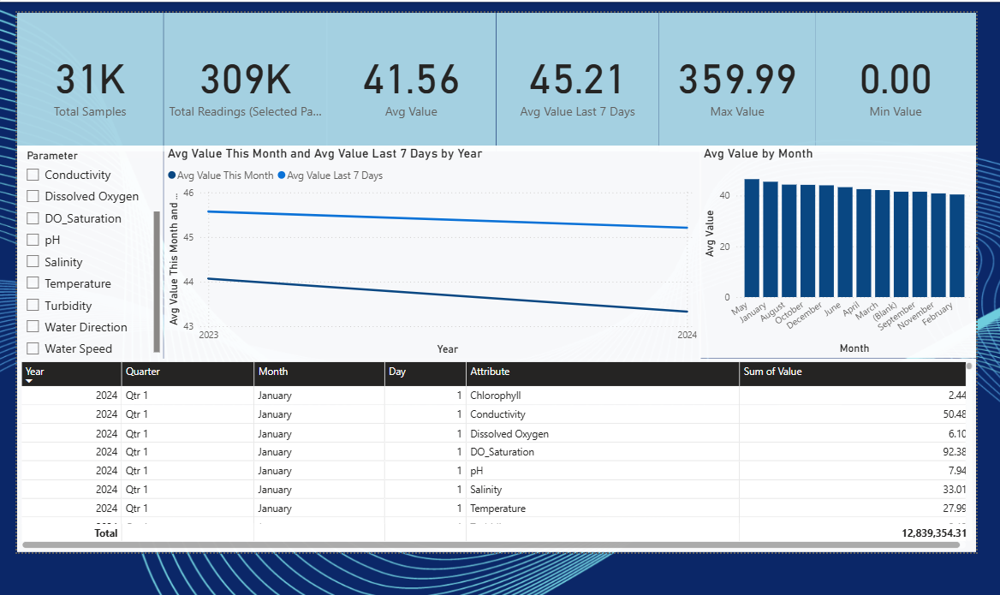 31K
Total Samples
309K
Total Readings (Selected Pa...
41.56
Avg Value
45.21
Avg Value Last 7 Days
359.99
Max Value
0.00
Min Value
Parameter
Conductivity
Dissolved Oxygen
DO_Saturation
pH
Salinity
Temperature
Turbidity
Water Direction
Water Speed
Avg Value This Month and Avg Value Last 7 Days by Year
Avg Value This Month Avg Value Last 7 Days
Avg Value This Month and ...
46
45
44
43
2023 2024
Year
Avg Value by Month
Avg Value
40
20
0
May January August October December June April March (Blank) September November February
Month
Year Quarter Month Day Attribute Sum of Value
2024 Qtr 1 January 1 Chlorophyll 2.44
2024 Qtr 1 January 1 Conductivity 50.48
2024 Qtr 1 January 1 Dissolved Oxygen 6.10
2024 Qtr 1 January 1 DO_Saturation 92.38
2024 Qtr 1 January 1 pH 7.94
2024 Qtr 1 January 1 Salinity 33.01
2024 Qtr 1 January 1 Temperature 27.99
Total 12,839,354.31